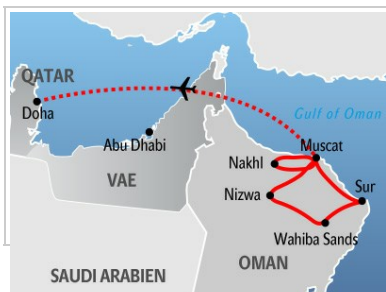 QATAR
Doha
Gulf of Oman
Abu Dhabi
Muscat
Nakhl
VAE
Nizwa
Sur
Wahiba Sands
SAUDI ARABIEN
OMAN